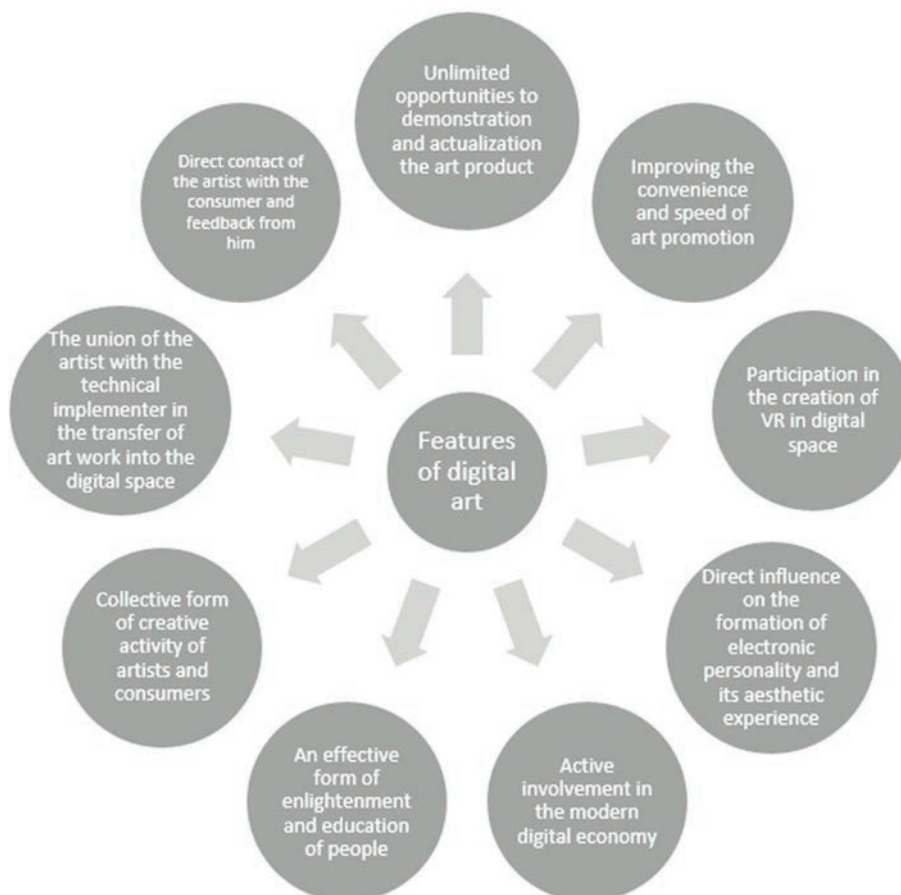 Features
of digital
art
Unlimited
opportunities to
demonstration
and actualization
the art product
Improving the
convenience
and speed of
art promotion
Participation in
the creation of
VR in digital
space
Direct influence
on the
formation of
electronic
personality and
its aesthetic
experience
Active
involvement in
the modern
digital economy
An effective
form of
enlightenment
and education
of people
Collective form
of creative
activity of
artists and
consumers
The union of the
artist with the
technical
implementer in
the transfer of
art work into the
digital space
Direct contact of
the artist with the
consumer and
feedback from
him